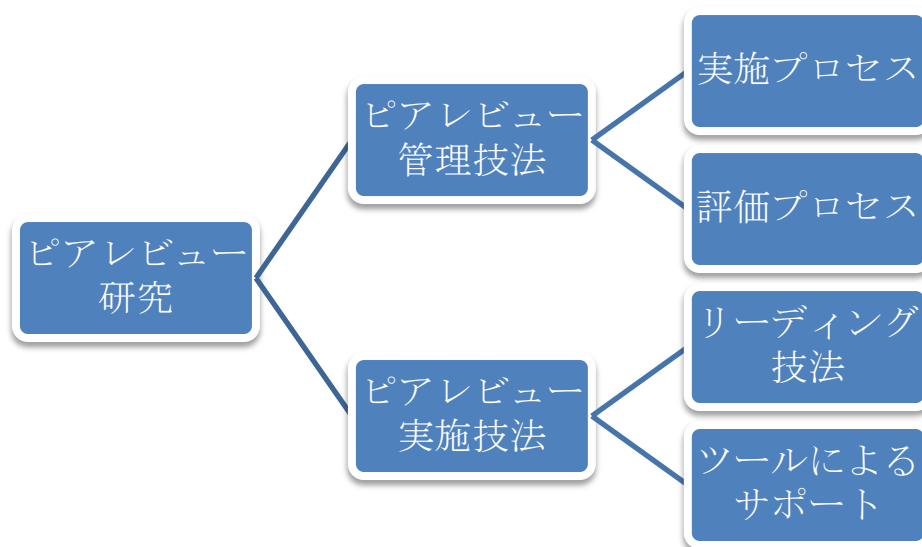 ピアレビュー
研究
ピアレビュー
管理技法
実施プロセス
評価プロセス
ピアレビュー
実施技法
リーディング
技法
ツールによる
サポート